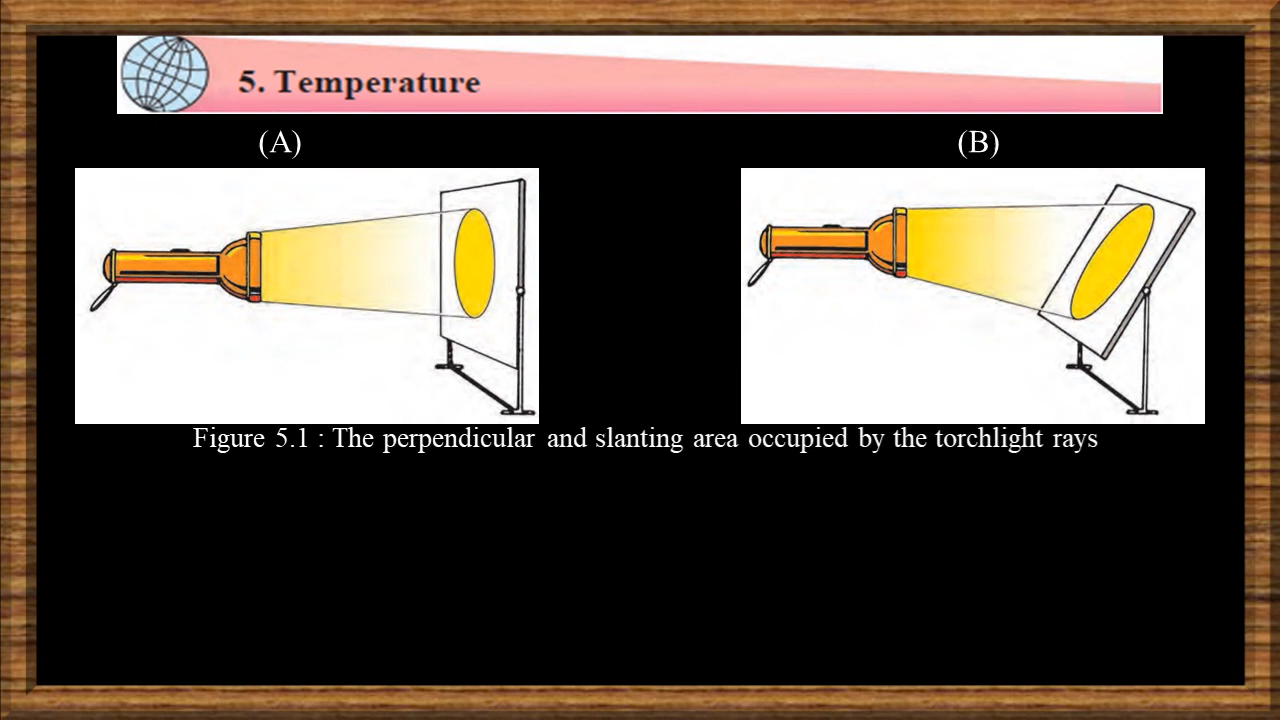 5. Temperature
(A)
(B)
Figure 5.1 : The perpendicular and slanting area occupied by the torchlight rays